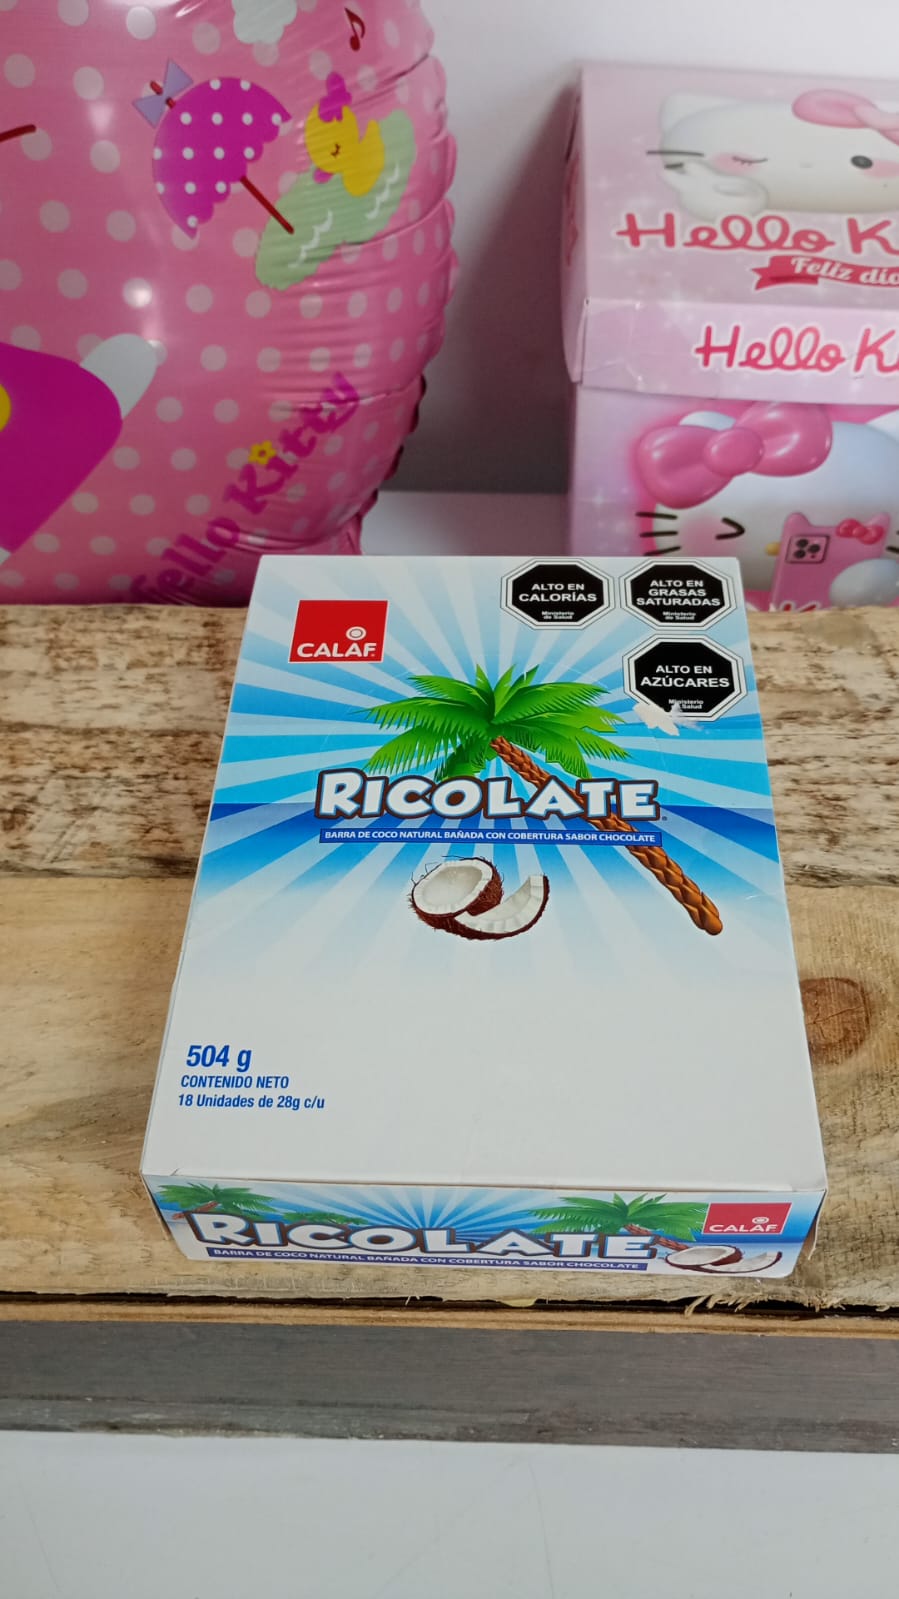 Hello Kitty
Hello K
Feliz día
Hello K
ALTO EN
CALORÍAS
Ministerio
de Salud
ALTO EN
GRASAS
SATURADAS
Ministerio
de Salud
ALTO EN
AZÚCARES
Ministerio
Salud
CALAF
RICOLATE
BARRA DE COCO NATURAL BAÑADA CON COBERTURA SABOR CHOCOLATE
504 g
CONTENIDO NETO
18 Unidades de 28g c/u
RICOLATE
BARRA DE COCO NATURAL BAÑADA CON COBERTURA SABOR CHOCOLATE
CALAF